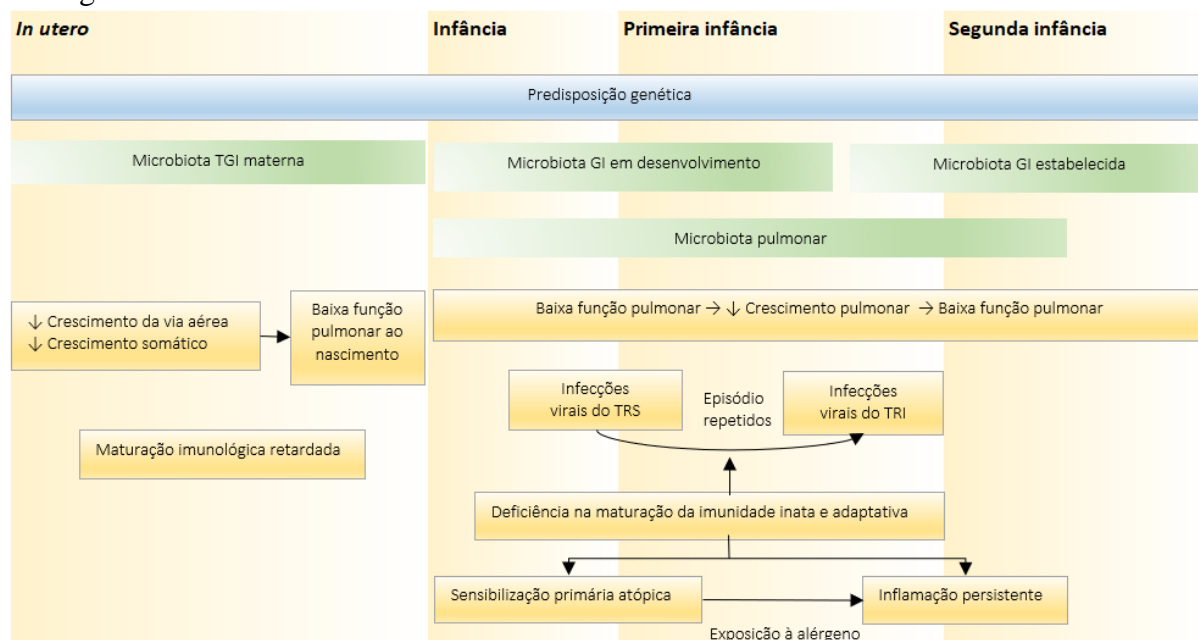 In utero
Infância
Primeira infância
Segunda infância
Predisposição genética
Microbiota TGI materna
Microbiota GI em desenvolvimento
Microbiota GI estabelecida
Microbiota pulmonar
↓ Crescimento da via aérea
↓ Crescimento somático
Baixa função
pulmonar ao
nascimento
Baixa função pulmonar → ↓ Crescimento pulmonar → Baixa função pulmonar
Infecções
virais do TRS
Episódio
repetidos
Infecções
virais do TRI
Maturação imunológica retardada
Deficiência na maturação da imunidade inata e adaptativa
Sensibilização primária atópica
Inflamação persistente
Exposição à alérgeno